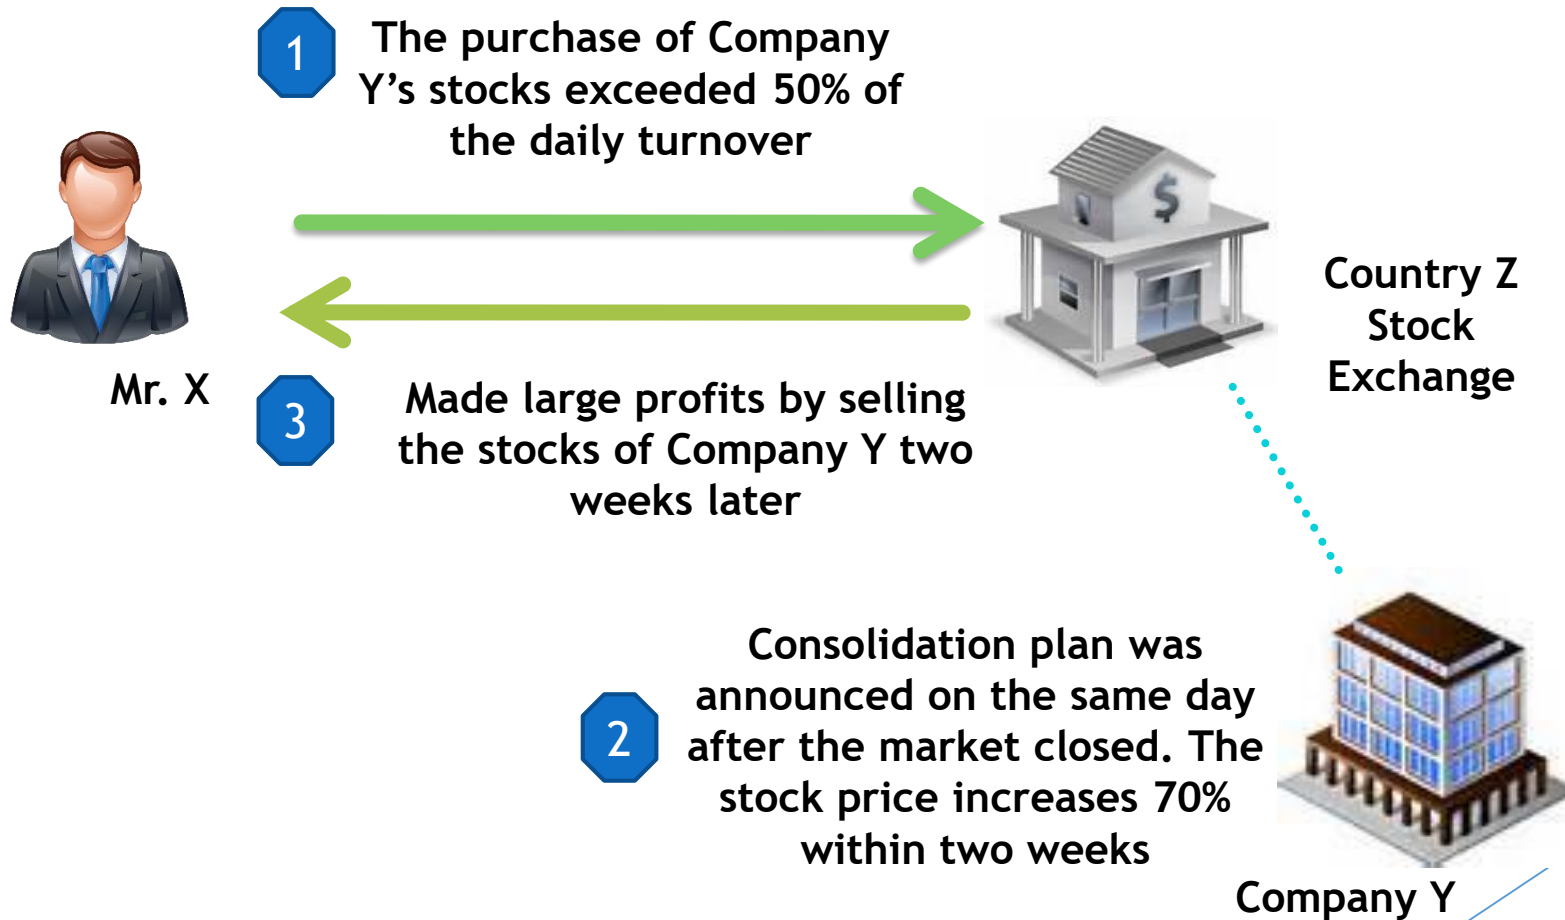 1
The purchase of Company
Y’s stocks exceeded 50% of
the daily turnover
$
Country Z
Stock
Exchange
Mr. X
3
Made large profits by selling
the stocks of Company Y two
weeks later
2
Consolidation plan was
announced on the same day
after the market closed. The
stock price increases 70%
within two weeks
Company Y